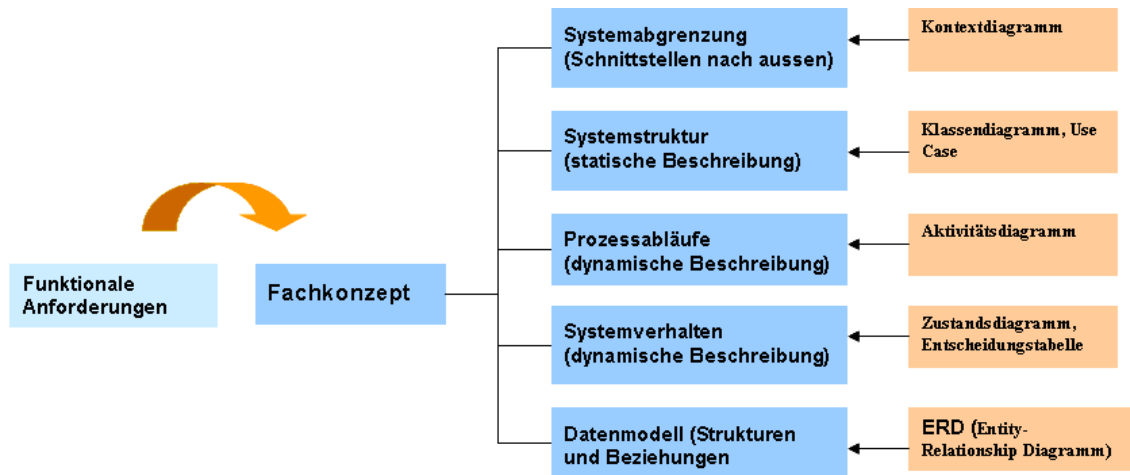 Systemabgrenzung
(Schnittstellen nach aussen)
Kontextdiagramm
Systemstruktur
(statische Beschreibung)
Klassendiagramm, Use
Case
Prozessabläufe
(dynamische Beschreibung)
Aktivitätsdiagramm
Funktionale
Anforderungen
Fachkonzept
Systemverhalten
(dynamische Beschreibung)
Zustandsdiagramm,
Entscheidungstabelle
Datenmodell (Strukturen
und Beziehungen
ERD (Entity-
Relationship Diagramm)